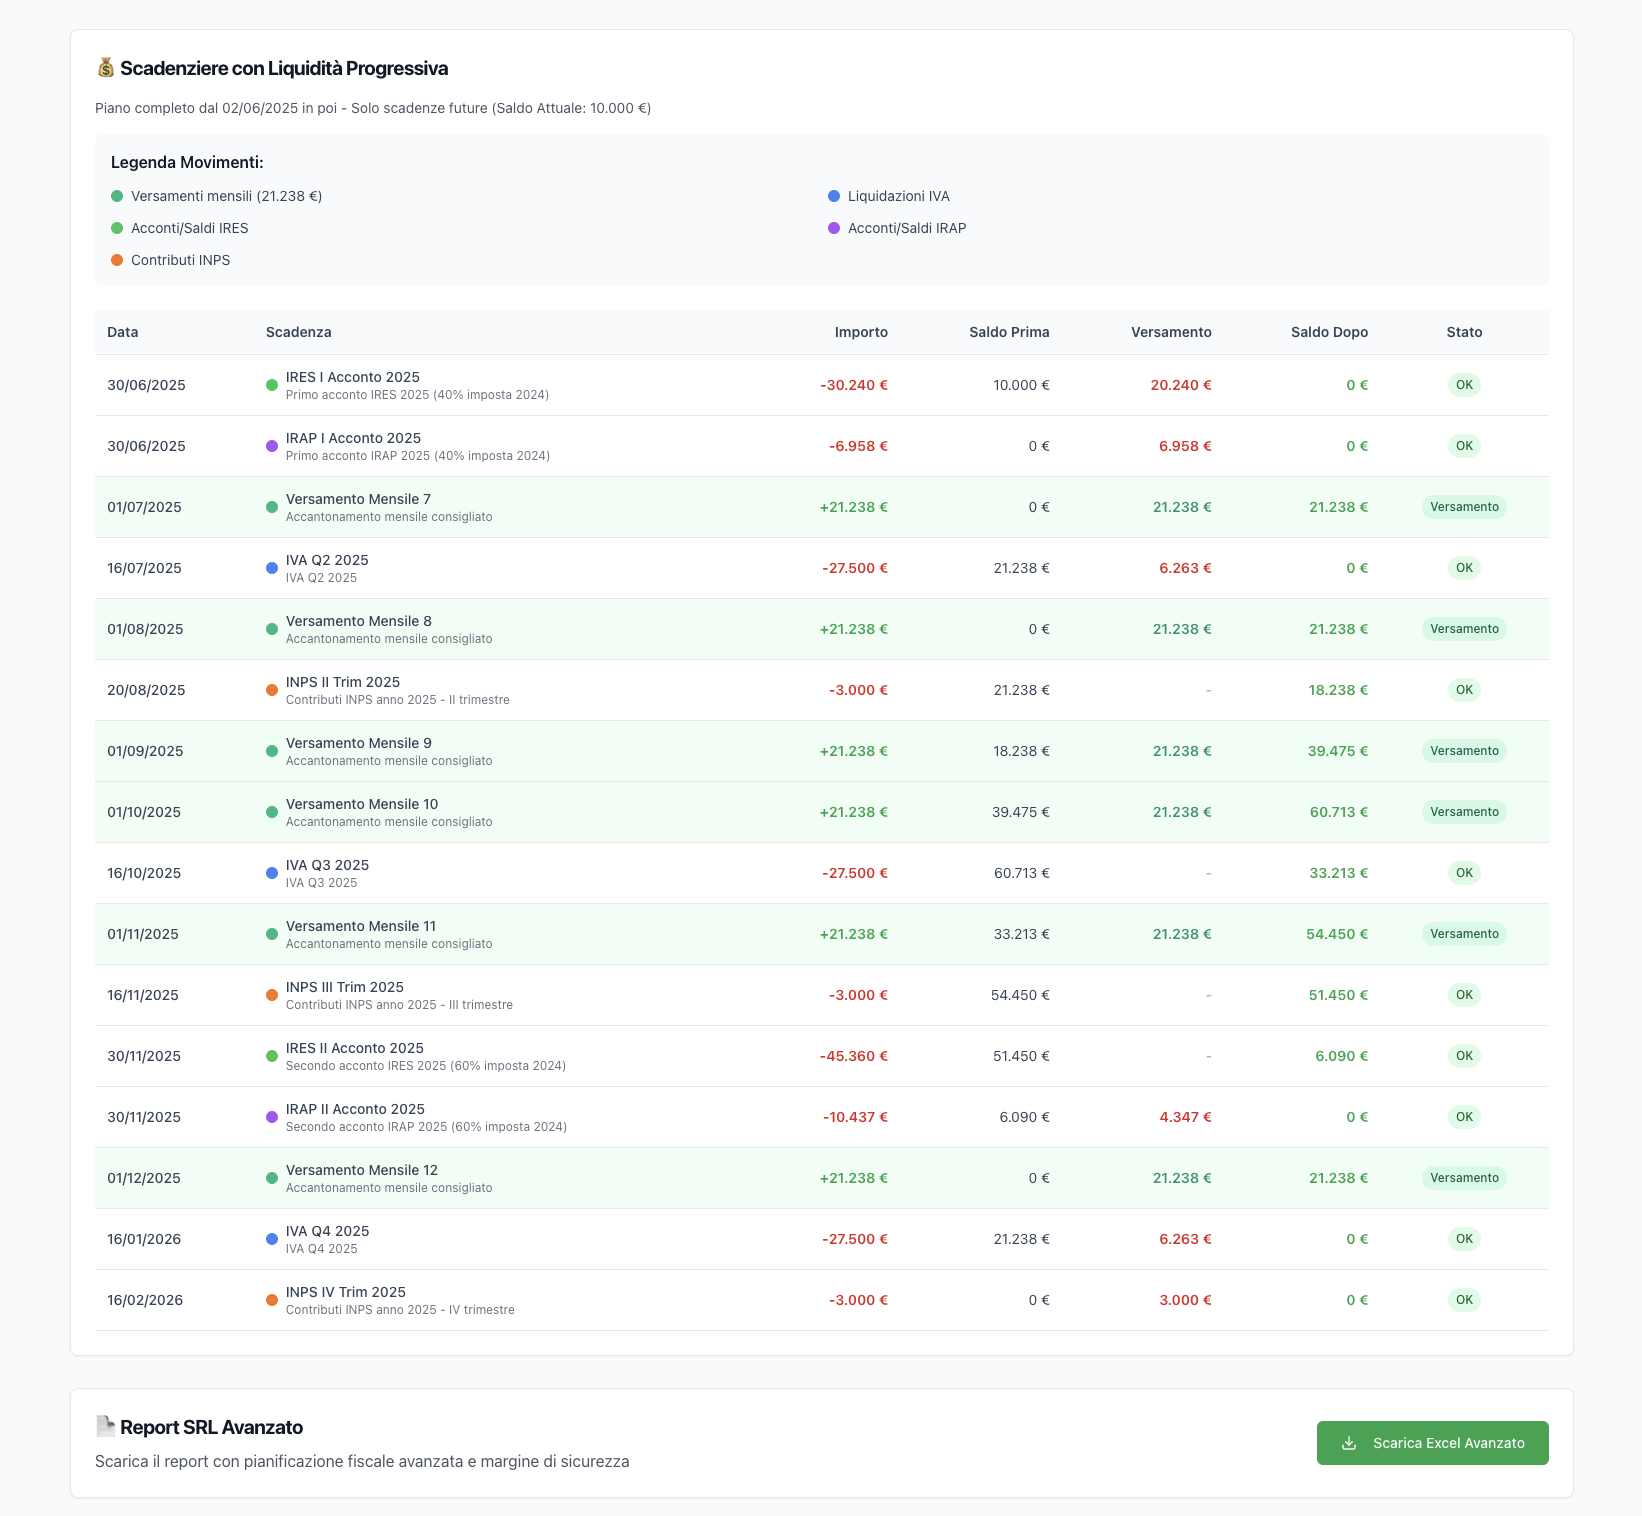 Scadenziere con Liquidità Progressiva
Piano completo dal 02/06/2025 in poi - Solo scadenze future (Saldo Attuale: 10.000 €)
Legenda Movimenti:
Versamenti mensili (21.238 €)
Liquidazioni IVA
Acconti/Saldi IRES
Acconti/Saldi IRAP
Contributi INPS
Data Scadenza Importo Saldo Prima Versamento Saldo Dopo Stato
30/06/2025 IRES I Acconto 2025 -30.240 € 10.000 € 20.240 € 0 € OK
Primo acconto IRES 2025 (40% imposta 2024)
30/06/2025 IRAP I Acconto 2025 -6.958 € 0 € 6.958 € 0 € OK
Primo acconto IRAP 2025 (40% imposta 2024)
01/07/2025 Versamento Mensile 7 +21.238 € 0 € 21.238 € 21.238 € Versamento
Accantonamento mensile consigliato
16/07/2025 IVA Q2 2025 -27.500 € 21.238 € 6.263 € 0 € OK
IVA Q2 2025
01/08/2025 Versamento Mensile 8 +21.238 € 0 € 21.238 € 21.238 € Versamento
Accantonamento mensile consigliato
20/08/2025 INPS II Trim 2025 -3.000 € 21.238 € - 18.238 € OK
Contributi INPS anno 2025 - II trimestre
01/09/2025 Versamento Mensile 9 +21.238 € 18.238 € 21.238 € 39.475 € Versamento
Accantonamento mensile consigliato
01/10/2025 Versamento Mensile 10 +21.238 € 39.475 € 21.238 € 60.713 € Versamento
Accantonamento mensile consigliato
16/10/2025 IVA Q3 2025 -27.500 € 60.713 € - 33.213 € OK
IVA Q3 2025
01/11/2025 Versamento Mensile 11 +21.238 € 33.213 € 21.238 € 54.450 € Versamento
Accantonamento mensile consigliato
16/11/2025 INPS III Trim 2025 -3.000 € 54.450 € - 51.450 € OK
Contributi INPS anno 2025 - III trimestre
30/11/2025 IRES II Acconto 2025 -45.360 € 51.450 € - 6.090 € OK
Secondo acconto IRES 2025 (60% imposta 2024)
30/11/2025 IRAP II Acconto 2025 -10.437 € 6.090 € 4.347 € 0 € OK
Secondo acconto IRAP 2025 (60% imposta 2024)
01/12/2025 Versamento Mensile 12 +21.238 € 0 € 21.238 € 21.238 € Versamento
Accantonamento mensile consigliato
16/01/2026 IVA Q4 2025 -27.500 € 21.238 € 6.263 € 0 € OK
IVA Q4 2025
16/02/2026 INPS IV Trim 2025 -3.000 € 0 € 3.000 € 0 € OK
Contributi INPS anno 2025 - IV trimestre
Report SRL Avanzato
Scarica il report con pianificazione fiscale avanzata e margine di sicurezza
Scarica Excel Avanzato